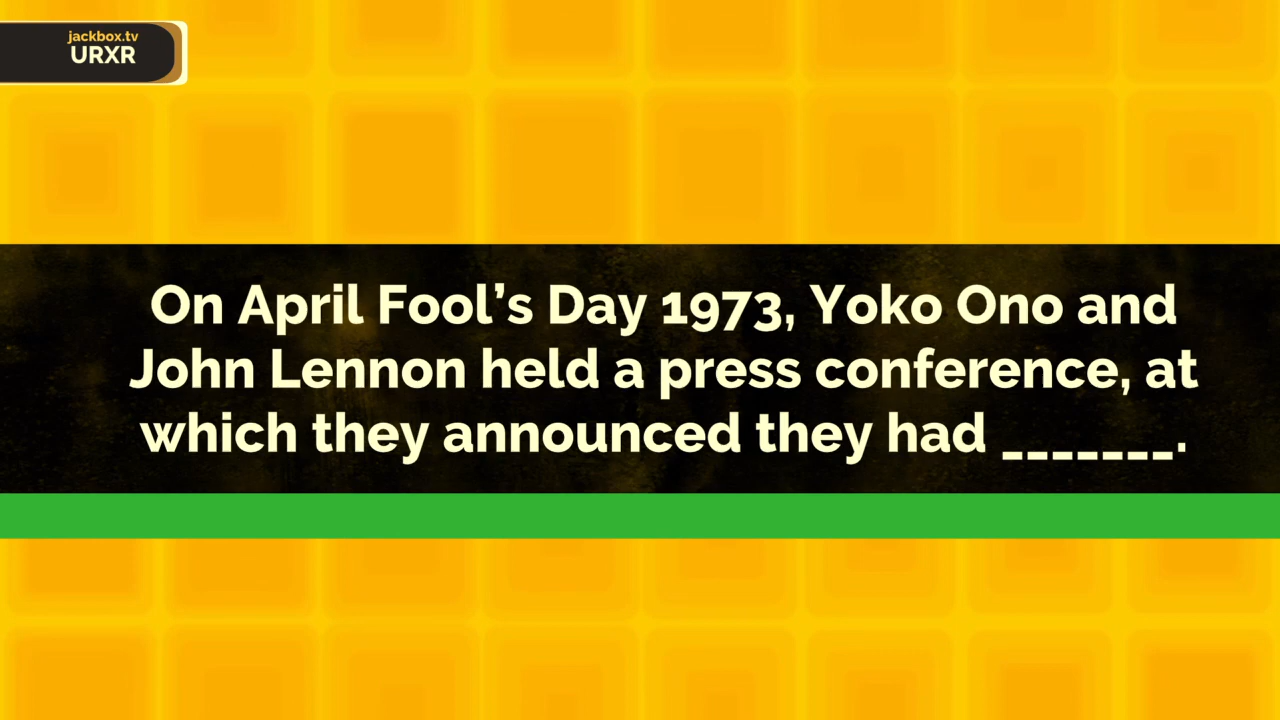 jackbox.tv
URXR
On April Fool’s Day 1973, Yoko Ono and
John Lennon held a press conference, at
which they announced they had _______.